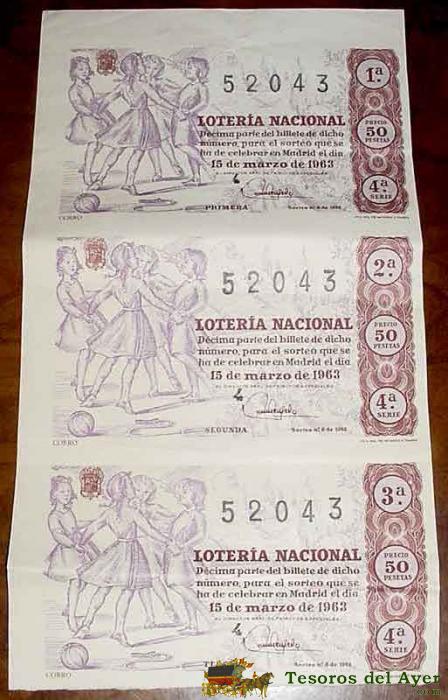 52043
1ª
LOTERÍA NACIONAL
Décima parte del billete de dicho
número, para el sorteo que se
ha de celebrar en Madrid el día
15 de marzo de 1963
PRECIO
50
PESETAS
4ª
SERIE
PRIMERA
CORRO
52043
2ª
LOTERÍA NACIONAL
Décima parte del billete de dicho
número, para el sorteo que se
ha de celebrar en Madrid el día
15 de marzo de 1963
PRECIO
50
PESETAS
4ª
SERIE
SEGUNDA
CORRO
52043
3ª
LOTERÍA NACIONAL
Décima parte del billete de dicho
número, para el sorteo que se
ha de celebrar en Madrid el día
15 de marzo de 1963
PRECIO
50
PESETAS
4ª
SERIE
CORRO
Tesoros del Ayer
.com